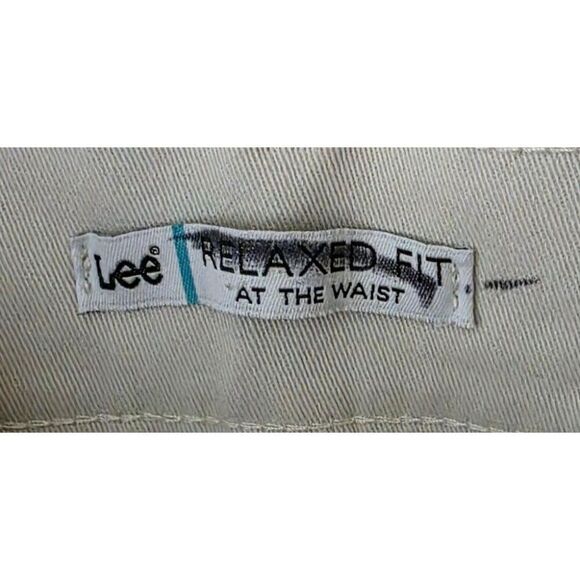 Lee®
RELAXED FIT
AT THE WAIST